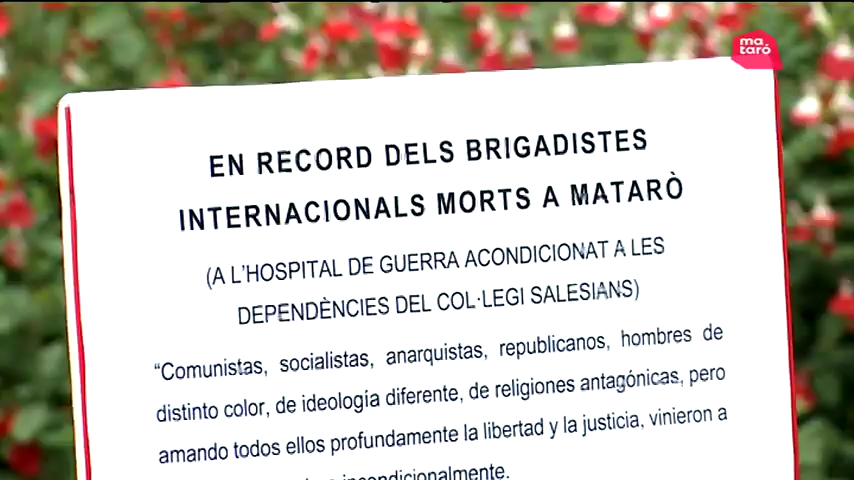 ma
taró
EN RECORD DELS BRIGADISTES
INTERNACIONALS MORTS A MATARÒ
(A L'HOSPITAL DE GUERRA ACONDICIONAT A LES
DEPENDÈNCIES DEL COL·LEGI SALESIANS)
“Comunistas, socialistas, anarquistas, republicanos, hombres de
distinto color, de ideología diferente, de religiones antagónicas, pero
amando todos ellos profundamente la libertad y la justicia, vinieron a
incondicionalmente.